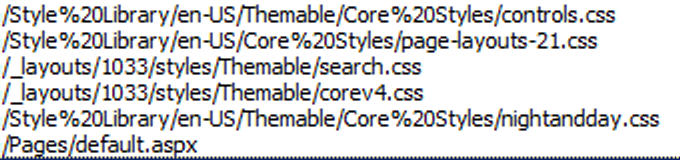 /Style%20Library/en-US/Themable/Core%20Styles/controls.css
/Style%20Library/en-US/Core%20Styles/page-layouts-21.css
/_layouts/1033/styles/Themable/search.css
/_layouts/1033/styles/Themable/corev4.css
/Style%20Library/en-US/Themable/Core%20Styles/nightandday.css
/Pages/default.aspx